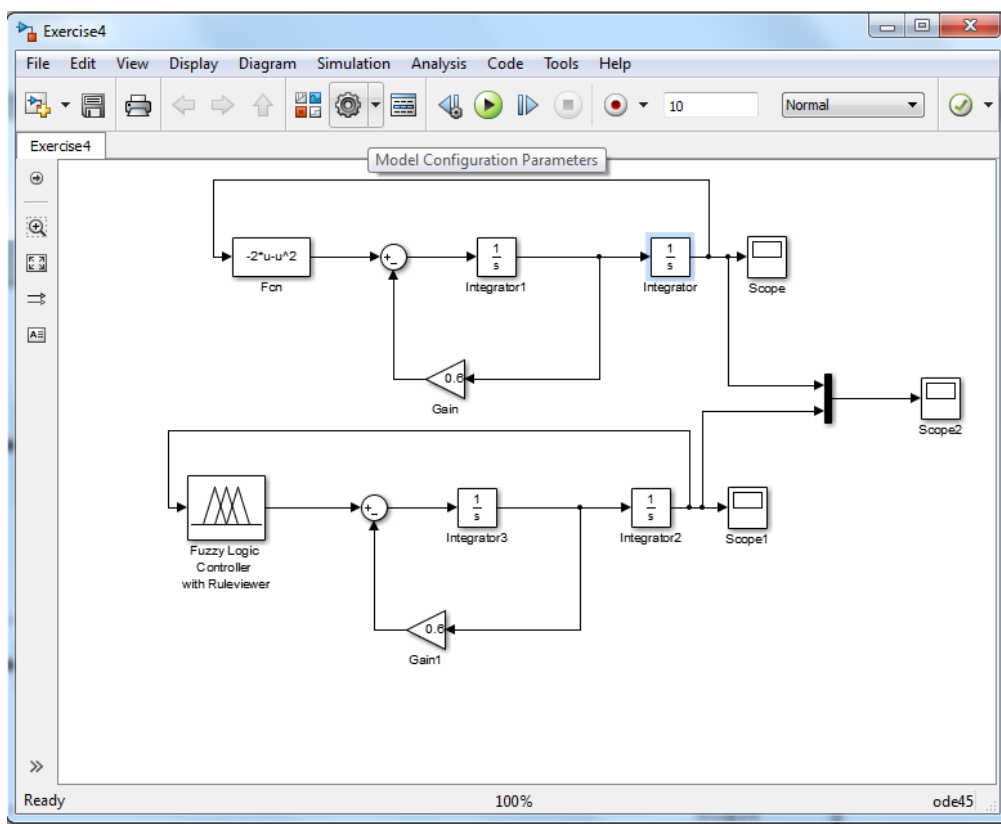 Exercise4
File Edit View Display Diagram Simulation Analysis Code Tools Help
10 Normal
Exercise4
Model Configuration Parameters
-2*u-u^2
Fcn
+
_
1
s
Integrator1
1
s
Integrator
Scope
0.6
Gain
Scope2
Fuzzy Logic
Controller
with Ruleviewer
+
_
1
s
Integrator3
1
s
Integrator2
Scope1
0.6
Gain1
Ready 100% ode45